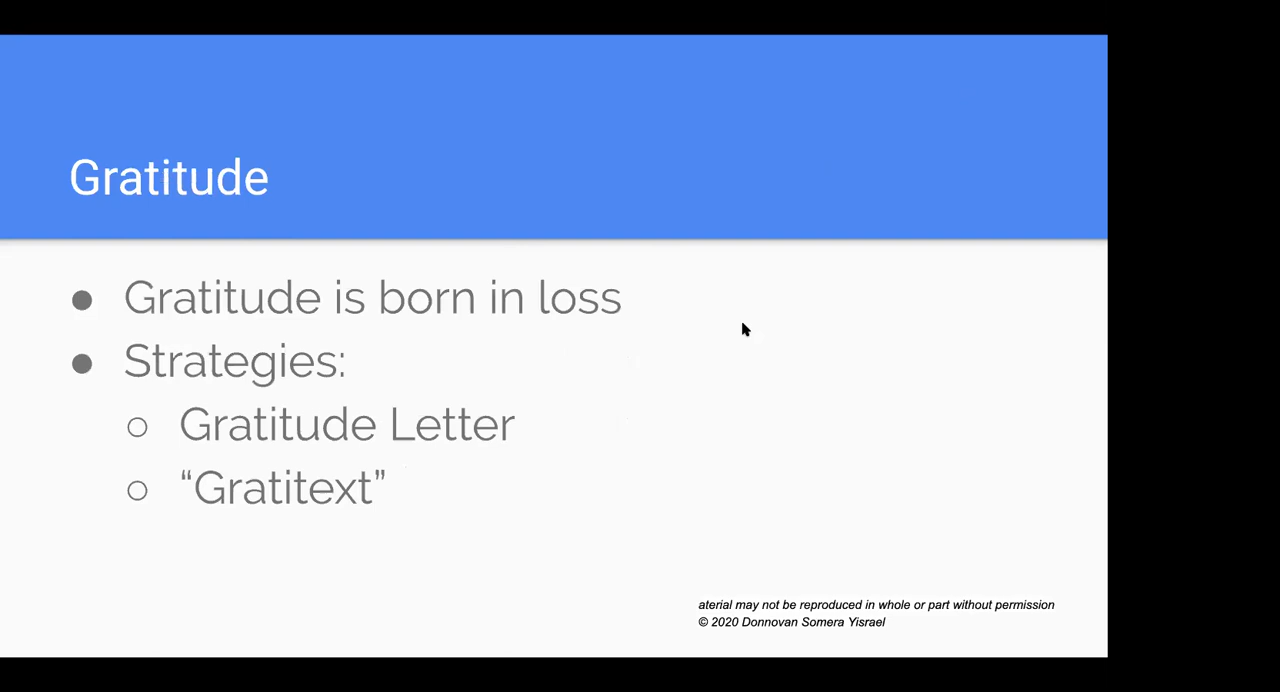 Gratitude
● Gratitude is born in loss
● Strategies:
○ Gratitude Letter
○ “Gratitext”
aterial may not be reproduced in whole or part without permission
© 2020 Donnovan Somera Yisrael